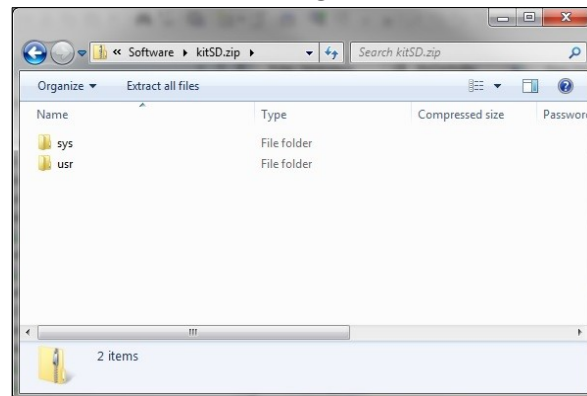 « Software ▸ kitSD.zip ▸
Search kitSD.zip
Organize ▾ Extract all files
Name Type Compressed size Passwor
sys File folder
usr File folder
2 items